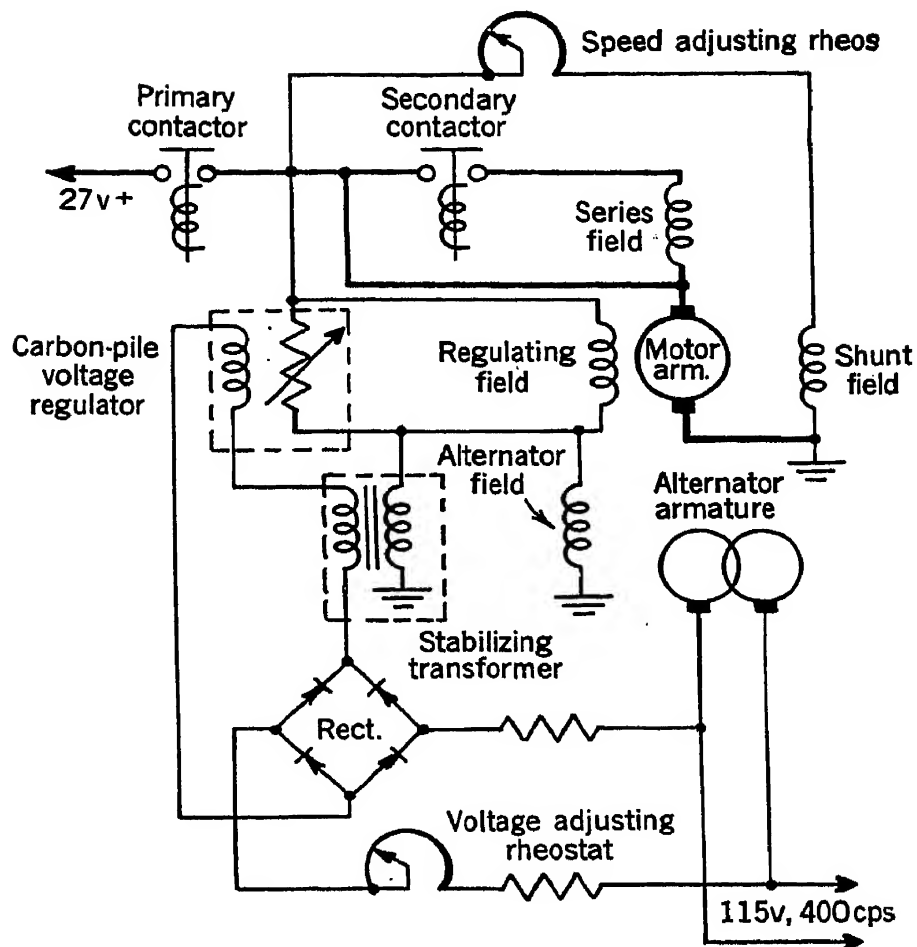 Speed adjusting rheos
Primary
contactor
Secondary
contactor
27v+
Series
field
Carbon-pile
voltage
regulator
Regulating
field
Motor
arm.
Shunt
field
Alternator
field
Alternator
armature
Stabilizing
transformer
Rect.
Voltage adjusting
rheostat
115v, 400cps